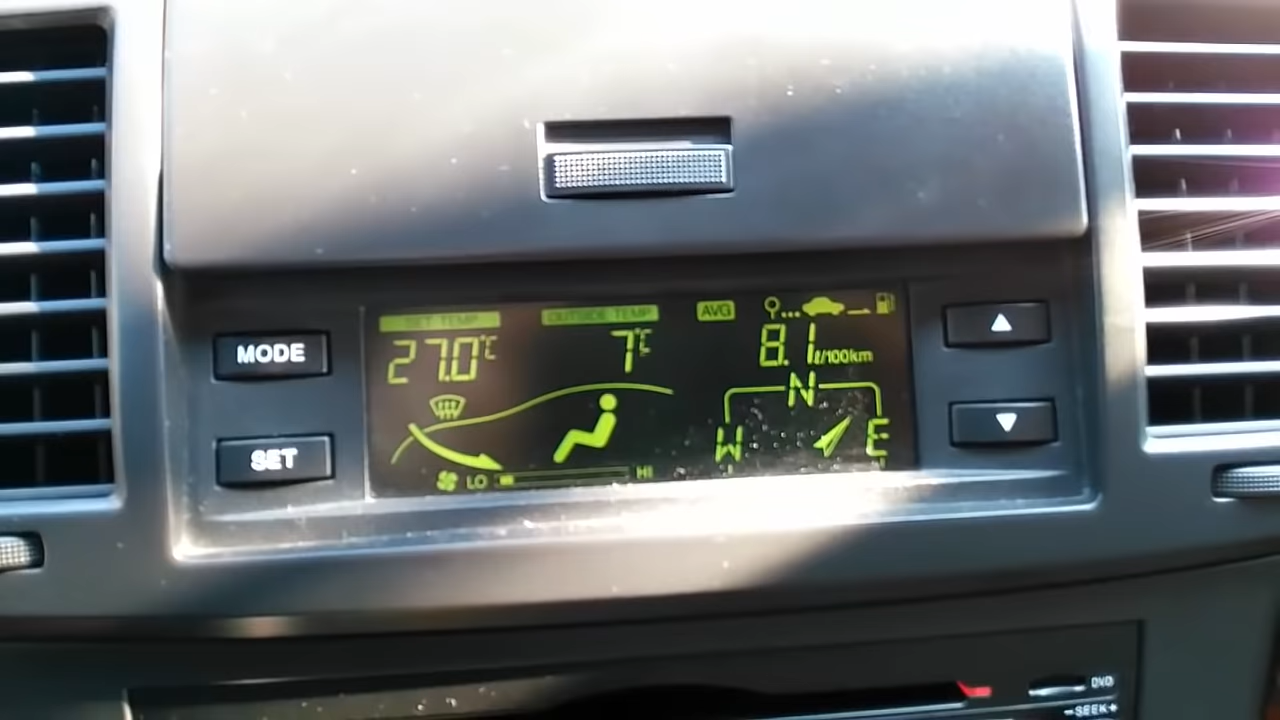 SET TEMP OUTSIDE TEMP AVG
27.0°C 7°C 8.1 ℓ/100km
MODE
N
W E
SET
LO HI
DVD
-SEEK+